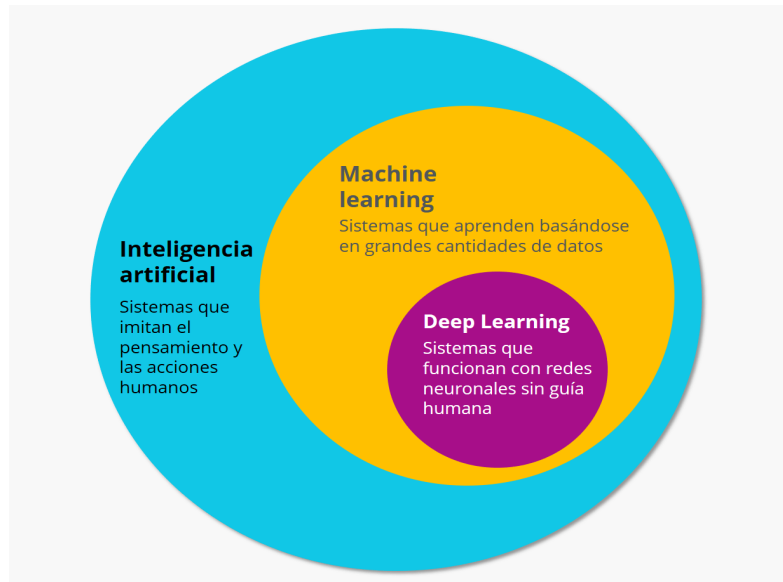 Machine
learning
Sistemas que aprenden basándose
en grandes cantidades de datos
Inteligencia
artificial
Sistemas que
imitan el
pensamiento y
las acciones
humanos
Deep Learning
Sistemas que
funcionan con redes
neuronales sin guía
humana